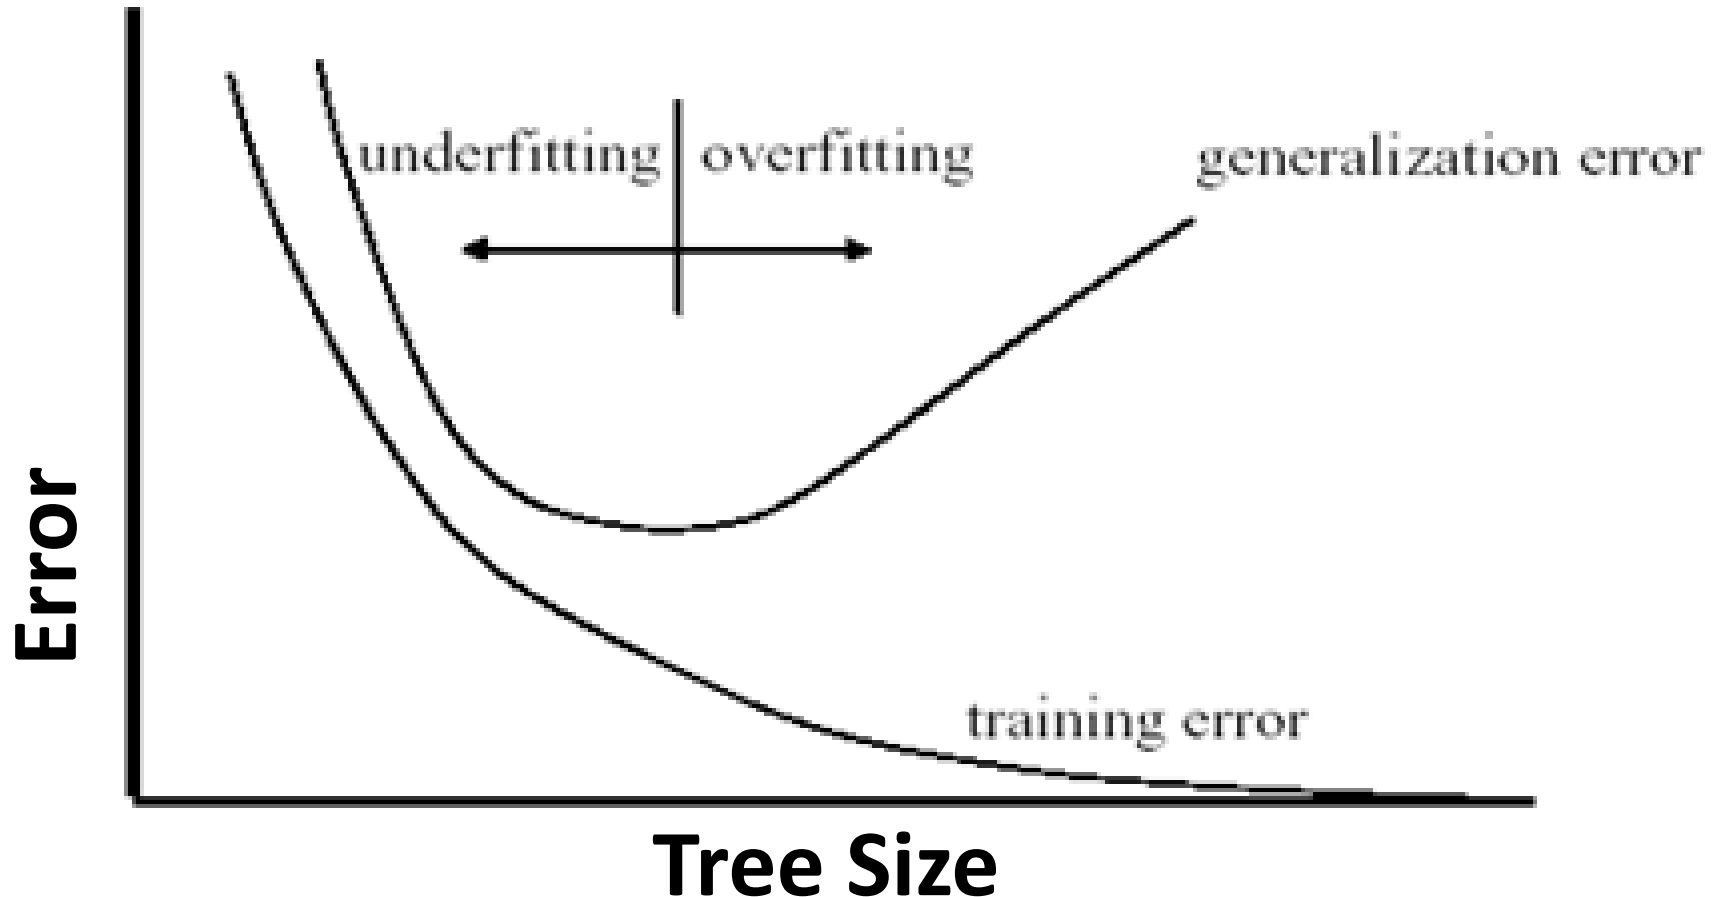 underfitting overfitting
generalization error
Error
training error
Tree Size